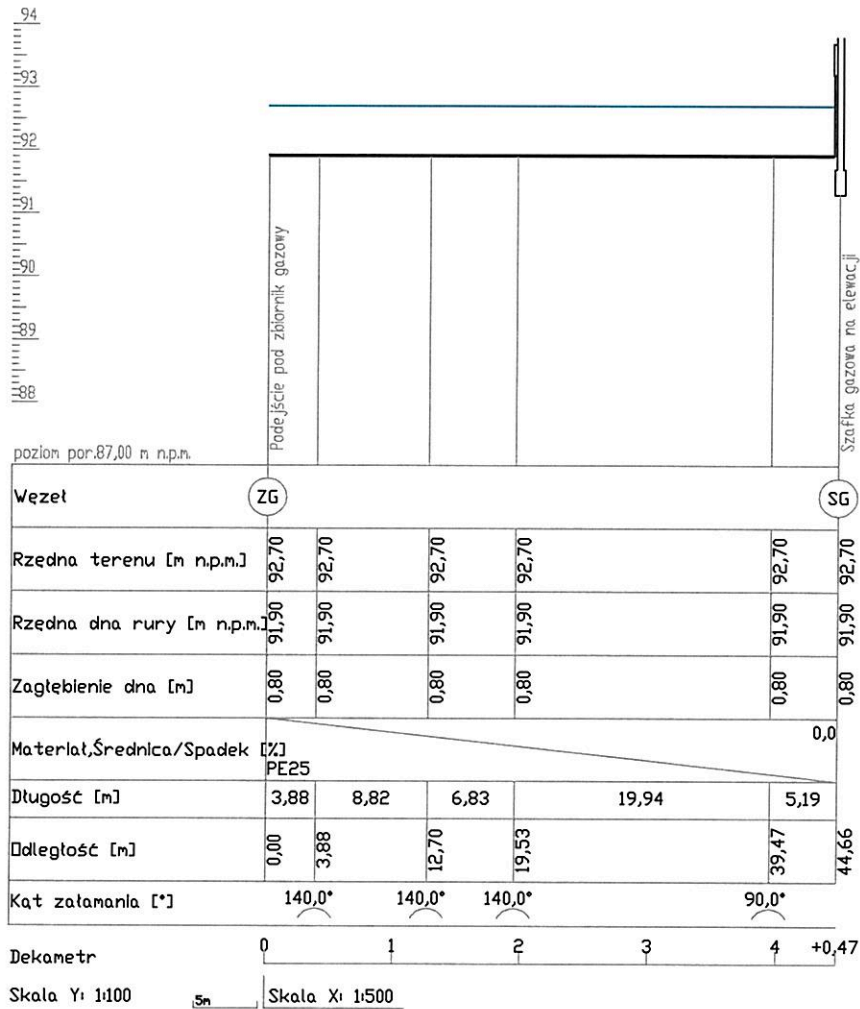 94
93
92
91
90
89
88
Podejście pod zbiornik gazowy
Szafka gazowa na elewacji
poziom por.87,00 m n.p.m.
Węzeł ZG SG
Rzędna terenu [m n.p.m.] 92,70 92,70 92,70 92,70 92,70 92,70
Rzędna dna rury [m n.p.m.] 91,90 91,90 91,90 91,90 91,90 91,90
Zagłębienie dna [m] 0,80 0,80 0,80 0,80 0,80 0,80
Materiał,Średnica/Spadek [%] 0,0
PE25
Długość [m] 3,88 8,82 6,83 19,94 5,19
Odległość [m] 0,00 3,88 12,70 19,53 39,47 44,66
Kąt załamania [°] 140,0° 140,0° 140,0° 90,0°
Dekametr 0 1 2 3 4 +0,47
Skala Y: 1:100 5m Skala X: 1:500